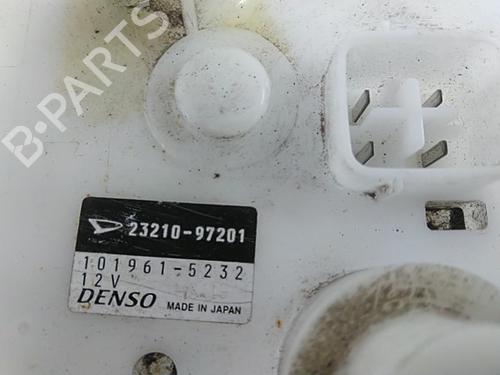 B-PARTS
23210-97201
101961-5232
12V
DENSO MADE IN JAPAN